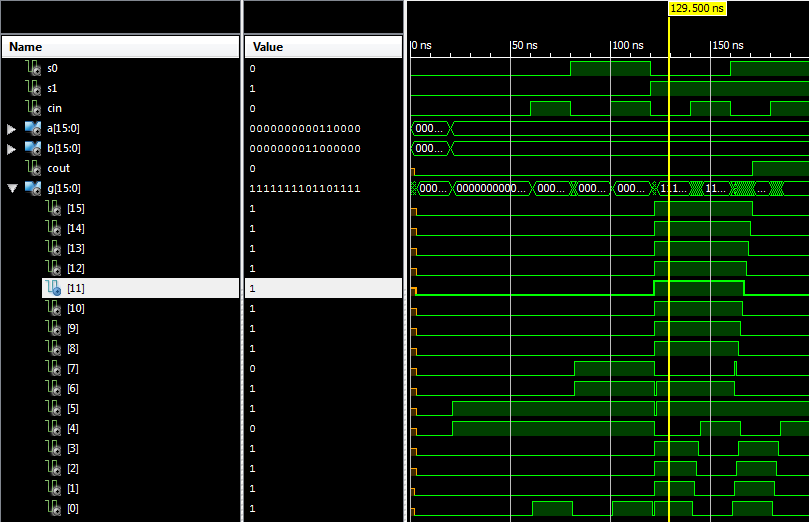 129.500 ns
Name Value 0 ns 50 ns 100 ns 150 ns
s0 0
s1 1
cin 0
a[15:0] 0000000000110000 000...
b[15:0] 0000000011000000 000...
cout 0
g[15:0] 1111111101101111 000... 0000000000... 000... 000... 000... 111... 11... ...
[15] 1
[14] 1
[13] 1
[12] 1
[11] 1
[10] 1
[9] 1
[8] 1
[7] 0
[6] 1
[5] 1
[4] 0
[3] 1
[2] 1
[1] 1
[0] 1